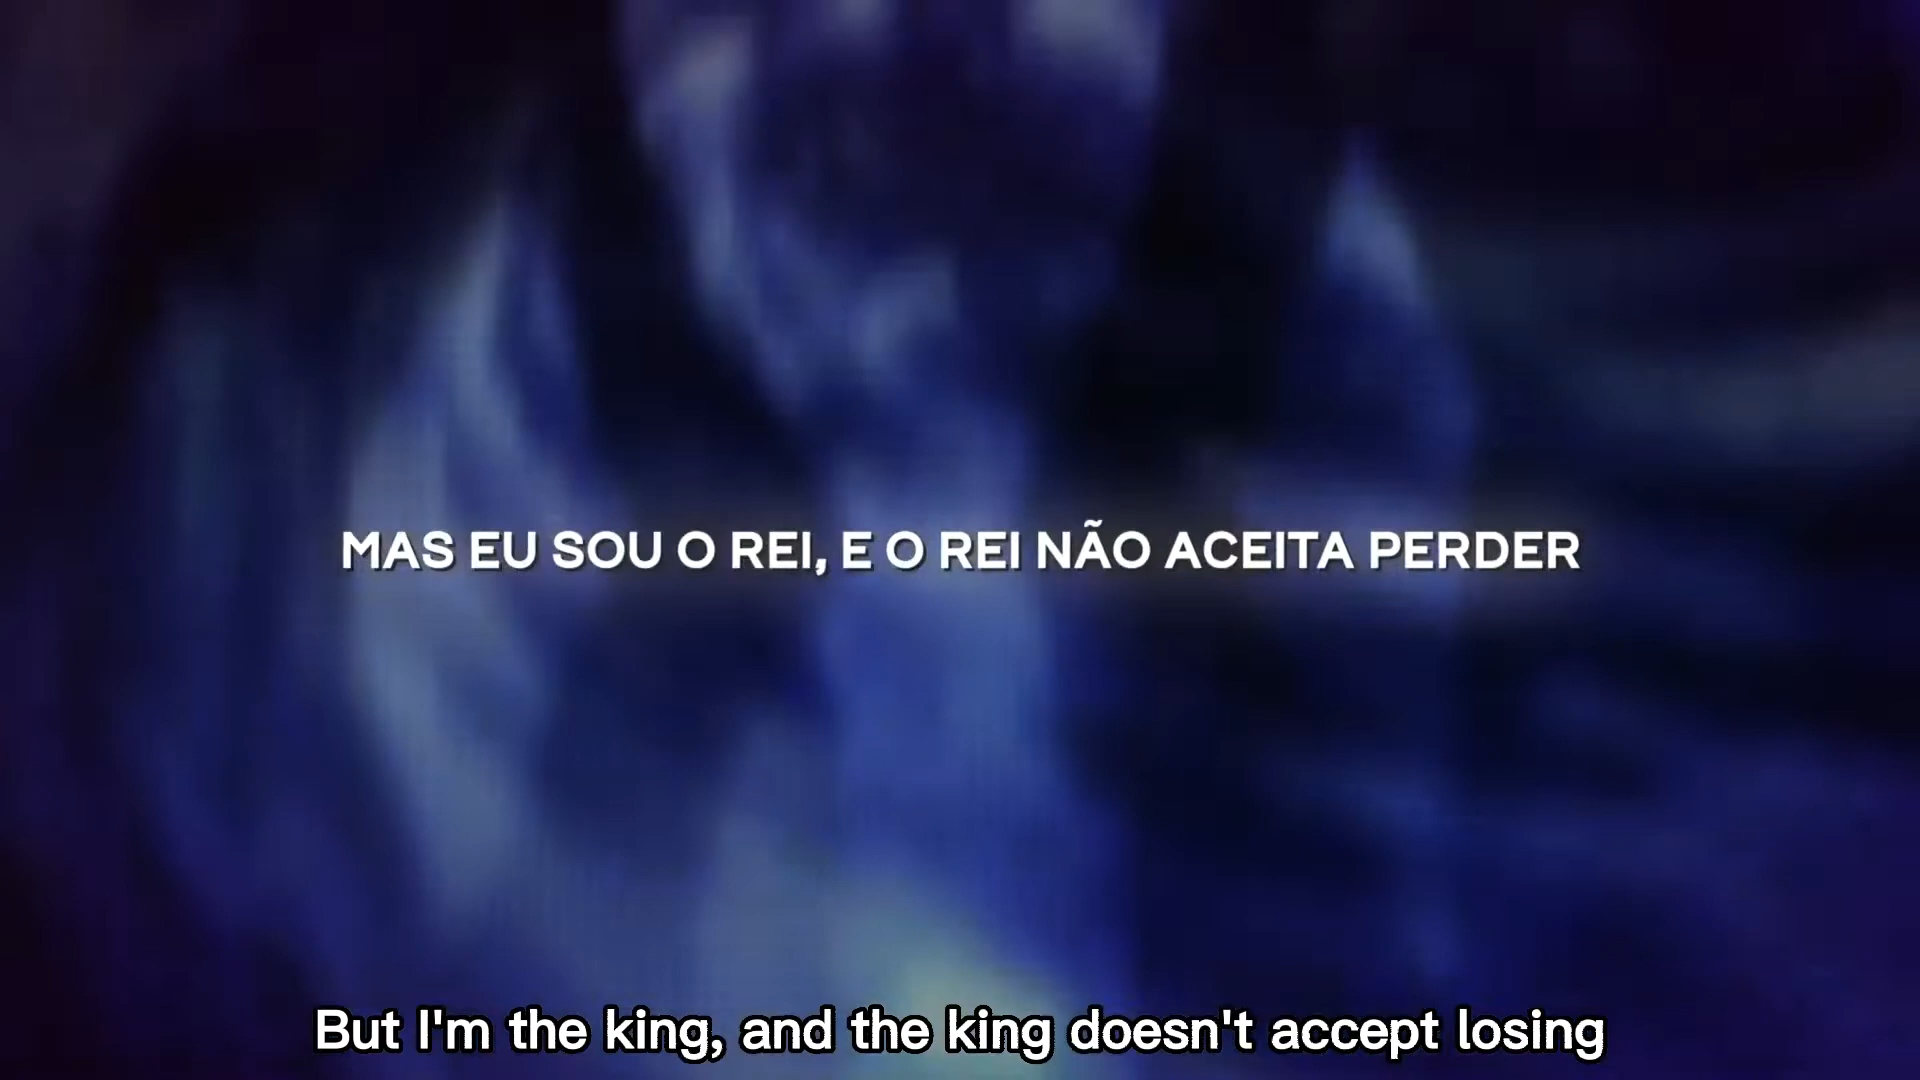 MAS EU SOU O REI, E O REI NÃO ACEITA PERDER
But I'm the king, and the king doesn't accept losing